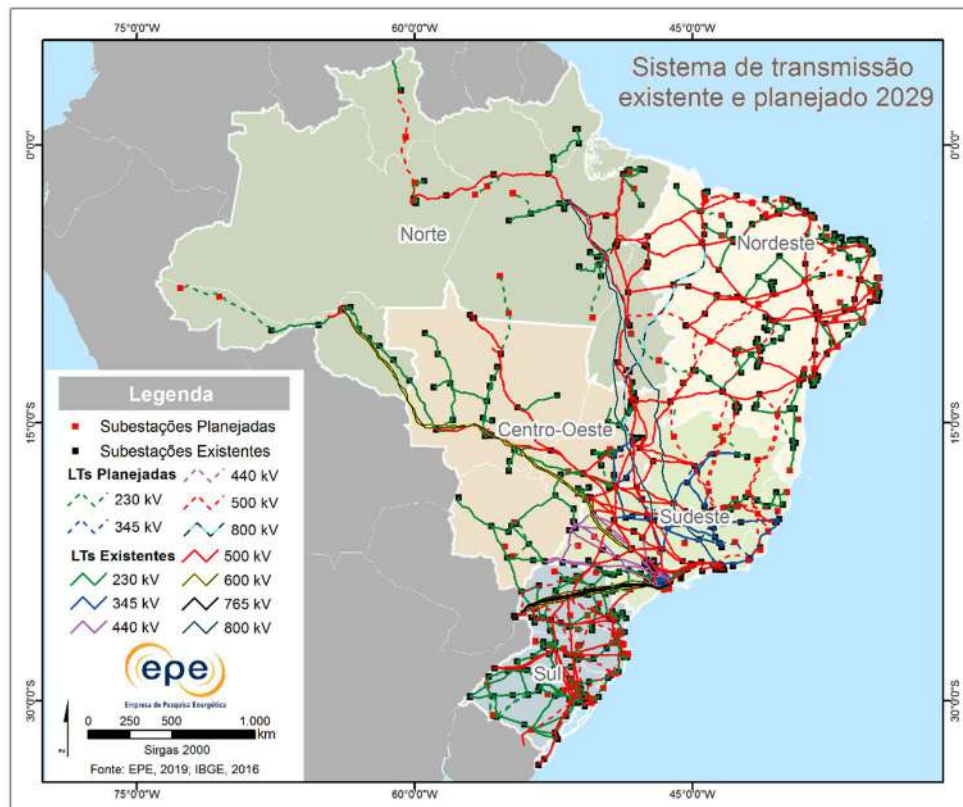 75°0'0"W
60°0'0"W
45°0'0"W
Sistema de transmissão
existente e planejado 2029
0°0'0"
0°0'0"
Norte
Nordeste
Legenda
Subestações Planejadas
Subestações Existentes
LTs Planejadas
440 kV
230 kV
500 kV
345 kV
800 kV
LTs Existentes
500 kV
230 kV
600 kV
345 kV
765 kV
440 kV
800 kV
15°0'0"S
15°0'0"S
Centro-Oeste
Sudeste
Sul
epe
Empresa de Pesquisa Energética
30°0'0"S
30°0'0"S
0 250 500 1.000
km
z
Sirgas 2000
Fonte: EPE, 2019; IBGE, 2016
75°0'0"W
60°0'0"W
45°0'0"W